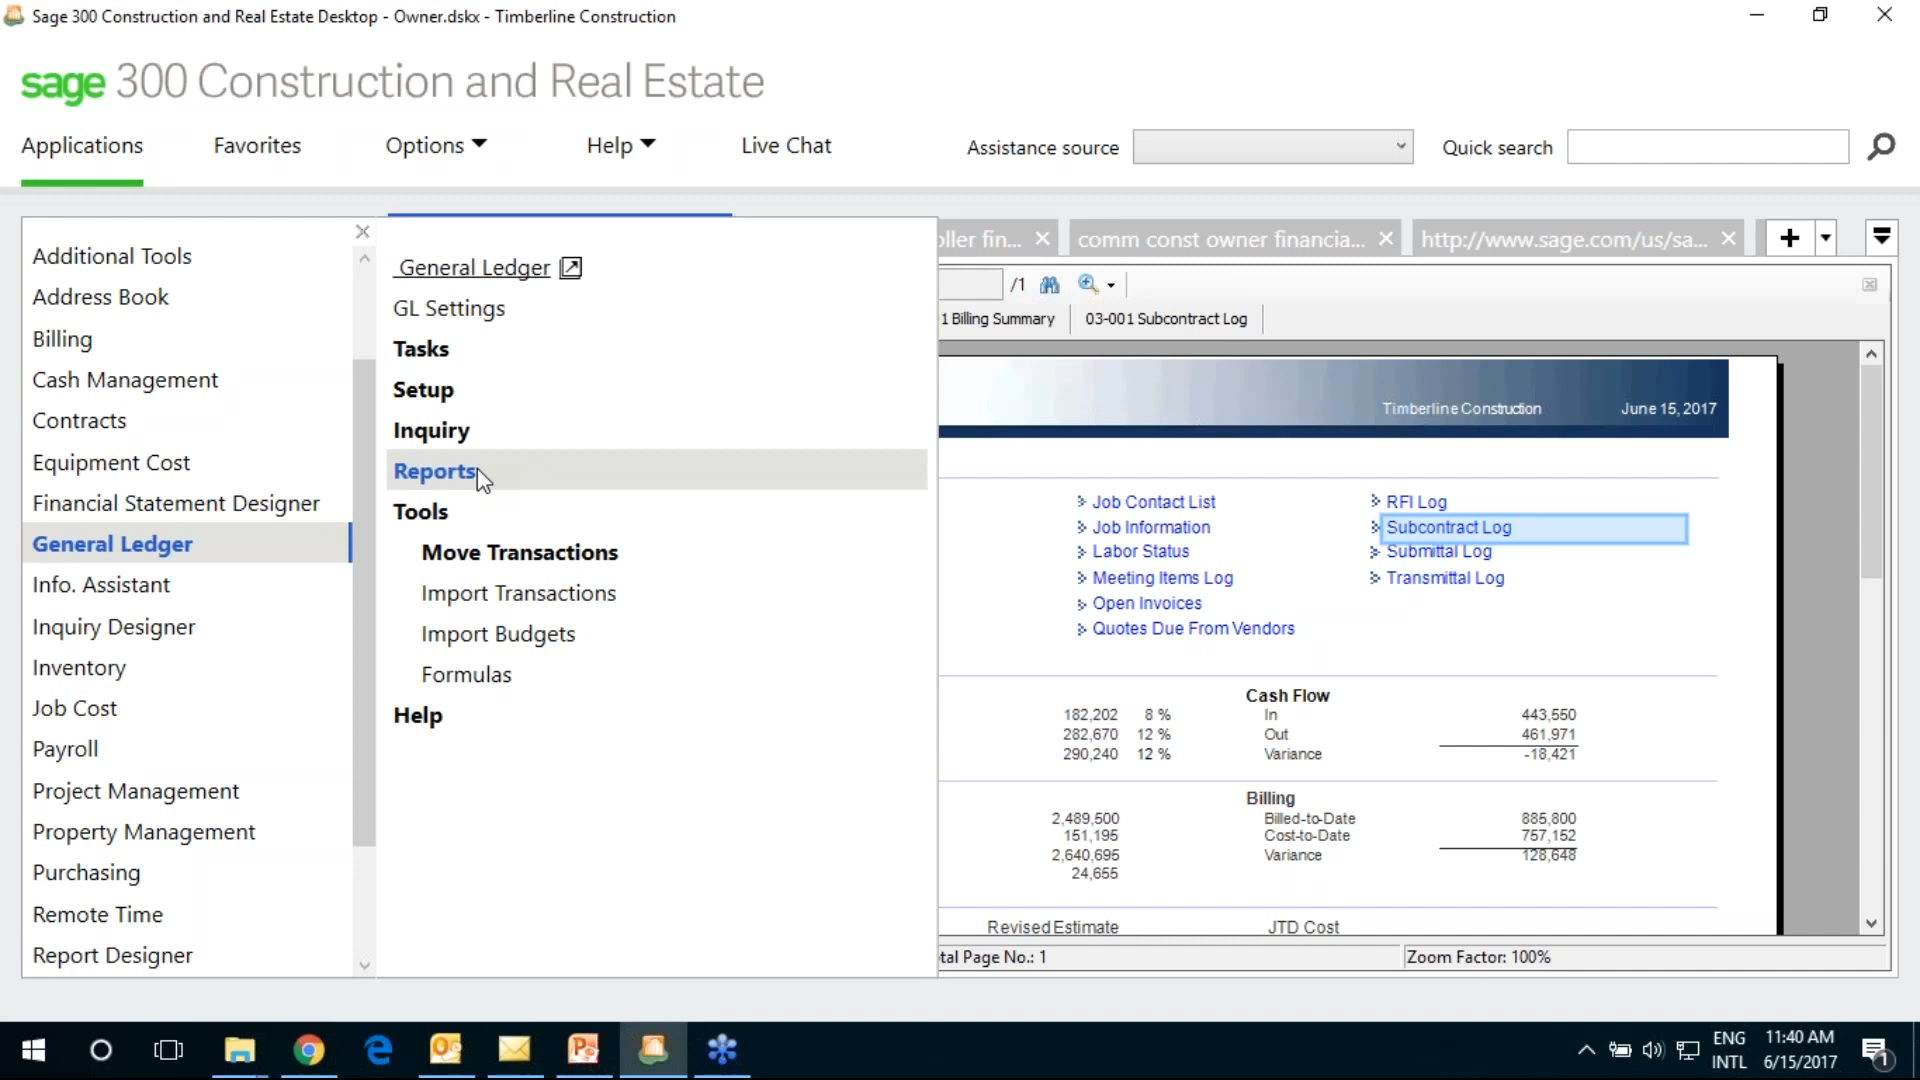 Sage 300 Construction and Real Estate Desktop - Owner.dskx - Timberline Construction
sage 300 Construction and Real Estate
Applications Favorites Options Help Live Chat Assistance source Quick search
Additional Tools
Address Book
Billing
Cash Management
Contracts
Equipment Cost
Financial Statement Designer
General Ledger
Info. Assistant
Inquiry Designer
Inventory
Job Cost
Payroll
Project Management
Property Management
Purchasing
Remote Time
Report Designer
General Ledger
GL Settings
Tasks
Setup
Inquiry
Reports
Tools
Move Transactions
Import Transactions
Import Budgets
Formulas
Help
oller fin... comm const owner financia... http://www.sage.com/us/sa...
/1
1 Billing Summary 03-001 Subcontract Log
Timberline Construction June 15, 2017
Job Contact List RFI Log
Job Information Subcontract Log
Labor Status Submittal Log
Meeting Items Log Transmittal Log
Open Invoices
Quotes Due From Vendors
Cash Flow
182,202 8 % In 443,550
282,670 12 % Out 461,971
290,240 12 % Variance -18,421
Billing
2,489,500 Billed-to-Date 885,800
151,195 Cost-to-Date 757,152
2,640,695 Variance 128,648
24,655
Revised Estimate JTD Cost
tal Page No.: 1 Zoom Factor: 100%
ENG 11:40 AM
INTL 6/15/2017
1